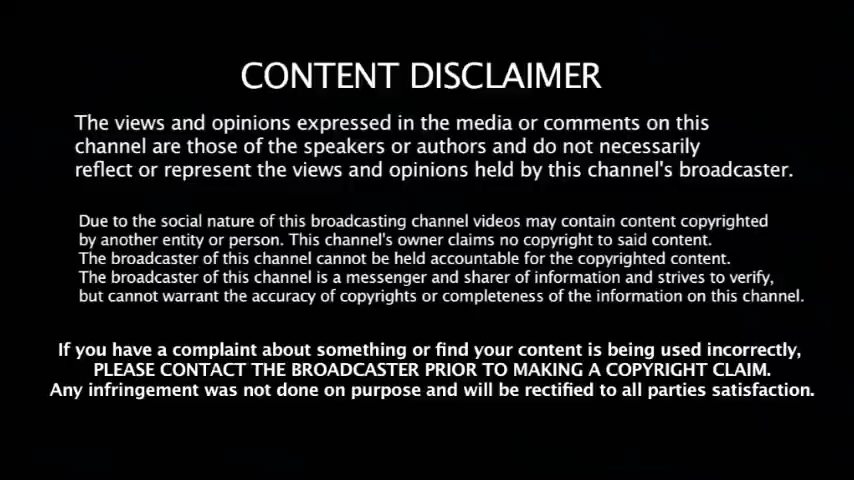 CONTENT DISCLAIMER
The views and opinions expressed in the media or comments on this
channel are those of the speakers or authors and do not necessarily
reflect or represent the views and opinions held by this channel's broadcaster.
Due to the social nature of this broadcasting channel videos may contain content copyrighted
by another entity or person. This channel's owner claims no copyright to said content.
The broadcaster of this channel cannot be held accountable for the copyrighted content.
The broadcaster of this channel is a messenger and sharer of information and strives to verify,
but cannot warrant the accuracy of copyrights or completeness of the information on this channel.
If you have a complaint about something or find your content is being used incorrectly,
PLEASE CONTACT THE BROADCASTER PRIOR TO MAKING A COPYRIGHT CLAIM.
Any infringement was not done on purpose and will be rectified to all parties satisfaction.